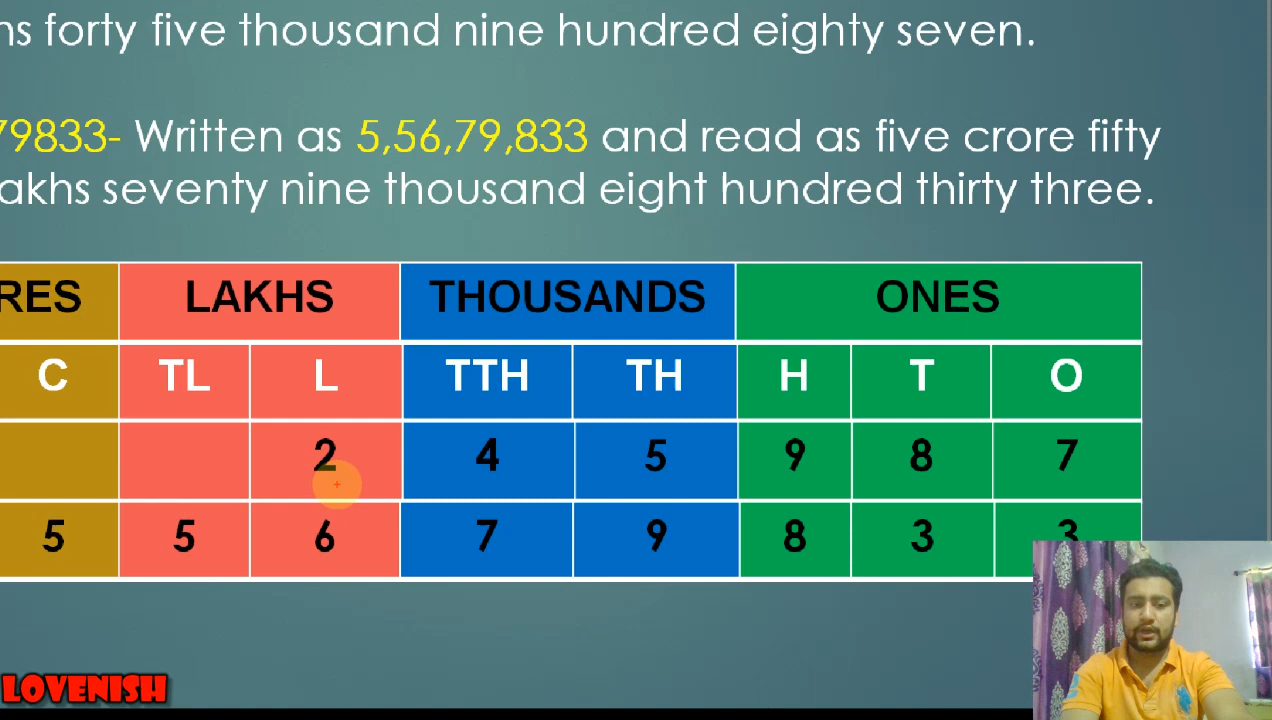 ns forty five thousand nine hundred eighty seven.
79833- Written as 5,56,79,833 and read as five crore fifty
akhs seventy nine thousand eight hundred thirty three.
RES LAKHS THOUSANDS ONES
C TL L TTH TH H T O
2 4 5 9 8 7
5 5 6 7 9 8 3 3
LOVENISH